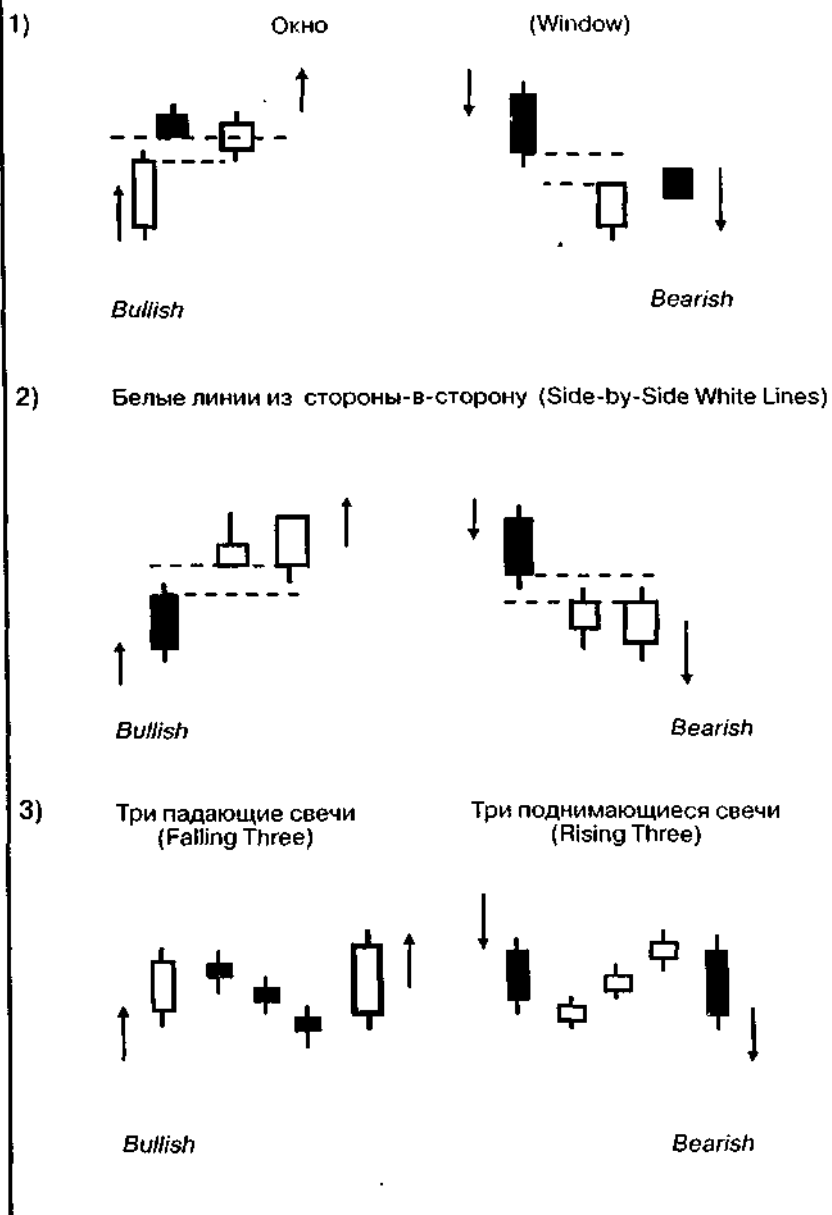 1) Окно (Window)
Bullish Bearish
2) Белые линии из стороны-в-сторону (Side-by-Side White Lines)
Bullish Bearish
3) Три падающие свечи Три поднимающиеся свечи
(Falling Three) (Rising Three)
Bullish Bearish